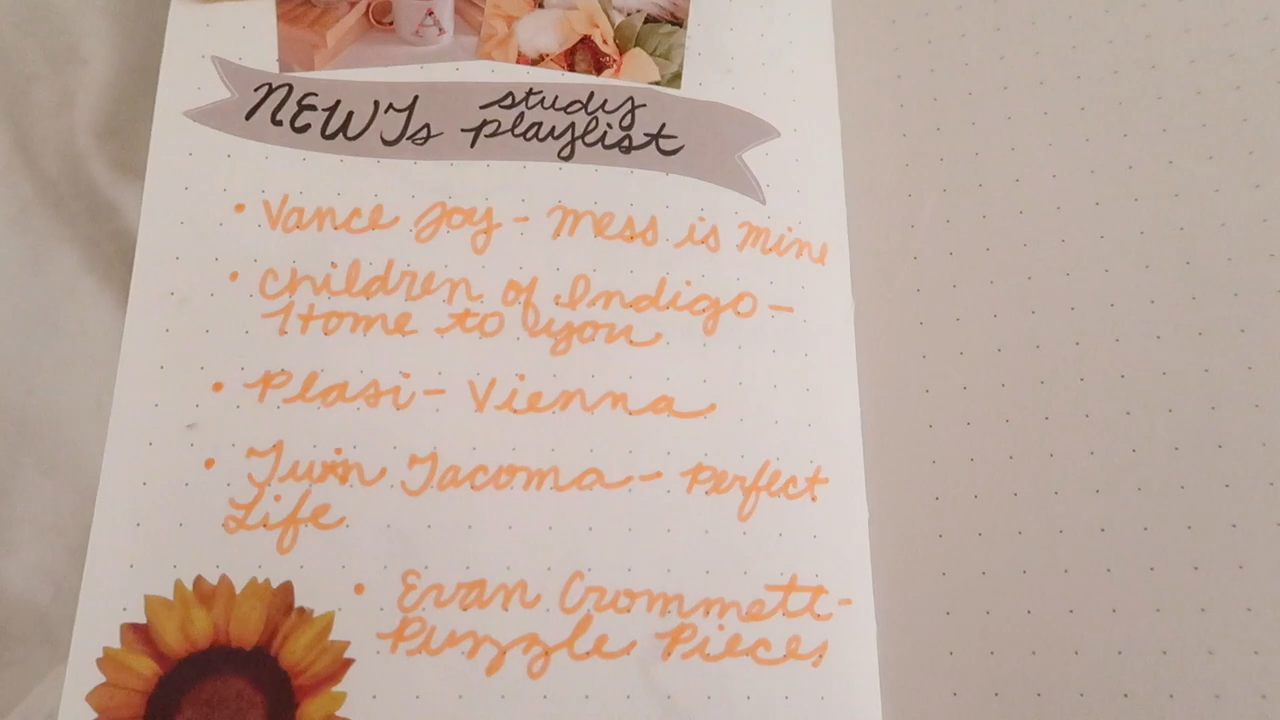 A
NEWTs study playlist
• Vance Joy - Mess is Mine
• Children of Indigo -
Home to you
• Plasi - Vienna
• Twin Tacoma - Perfect
Life
• Evan Crommett -
Puzzle Pieces